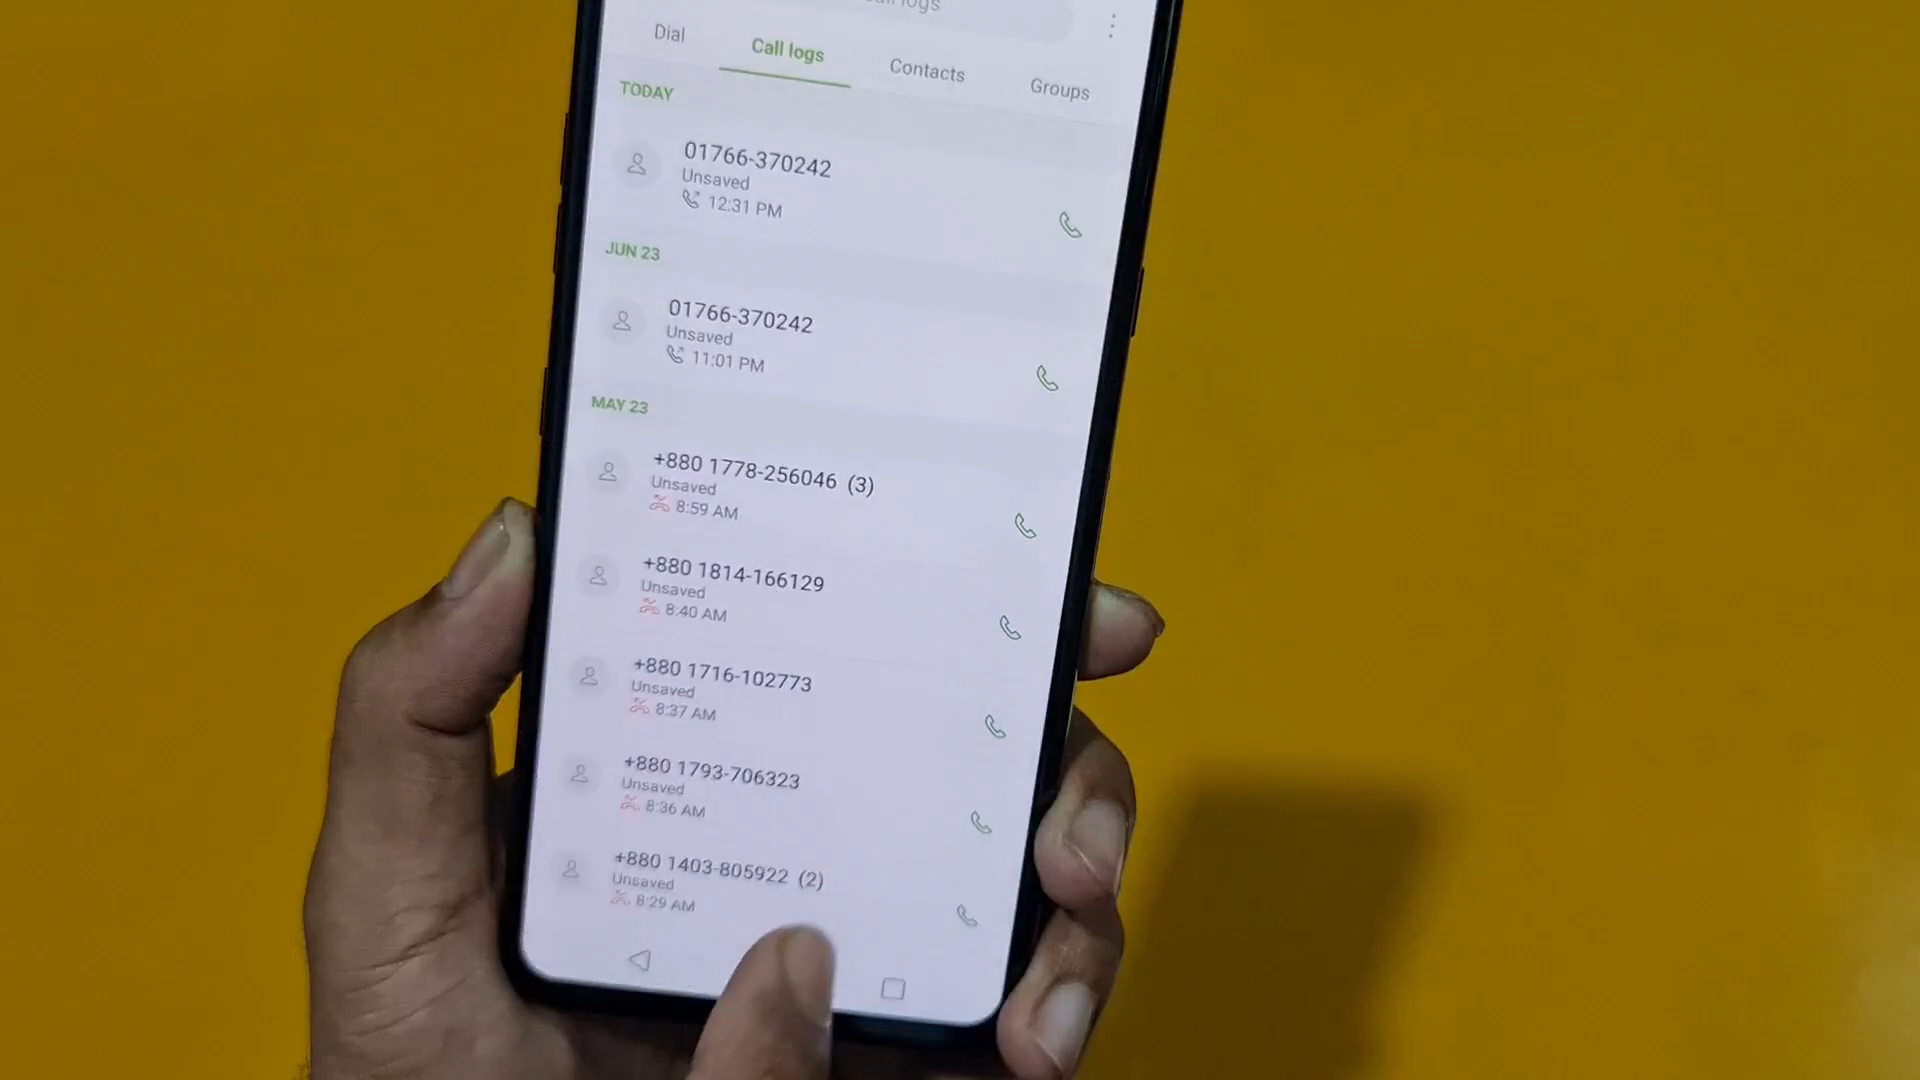 logs
Dial
Call logs
Contacts
Groups
TODAY
01766-370242
Unsaved
12:31 PM
JUN 23
01766-370242
Unsaved
11:01 PM
MAY 23
+880 1778-256046 (3)
Unsaved
8:59 AM
+880 1814-166129
Unsaved
8:40 AM
+880 1716-102773
Unsaved
8:37 AM
+880 1793-706323
Unsaved
8:36 AM
+880 1403-805922 (2)
Unsaved
8:29 AM